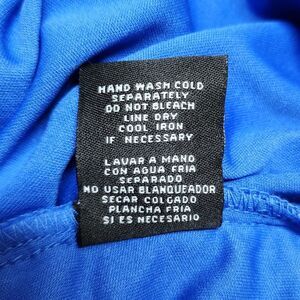 HAND WASH COLD
SEPARATELY
DO NOT BLEACH
LINE DRY
COOL IRON
IF NECESSARY
LAVAR A MANO
CON AGUA FRIA
SEPARADO
NO USAR BLANQUEADOR
SECAR COLGADO
PLANCHA FRIA
SI ES NECESARIO